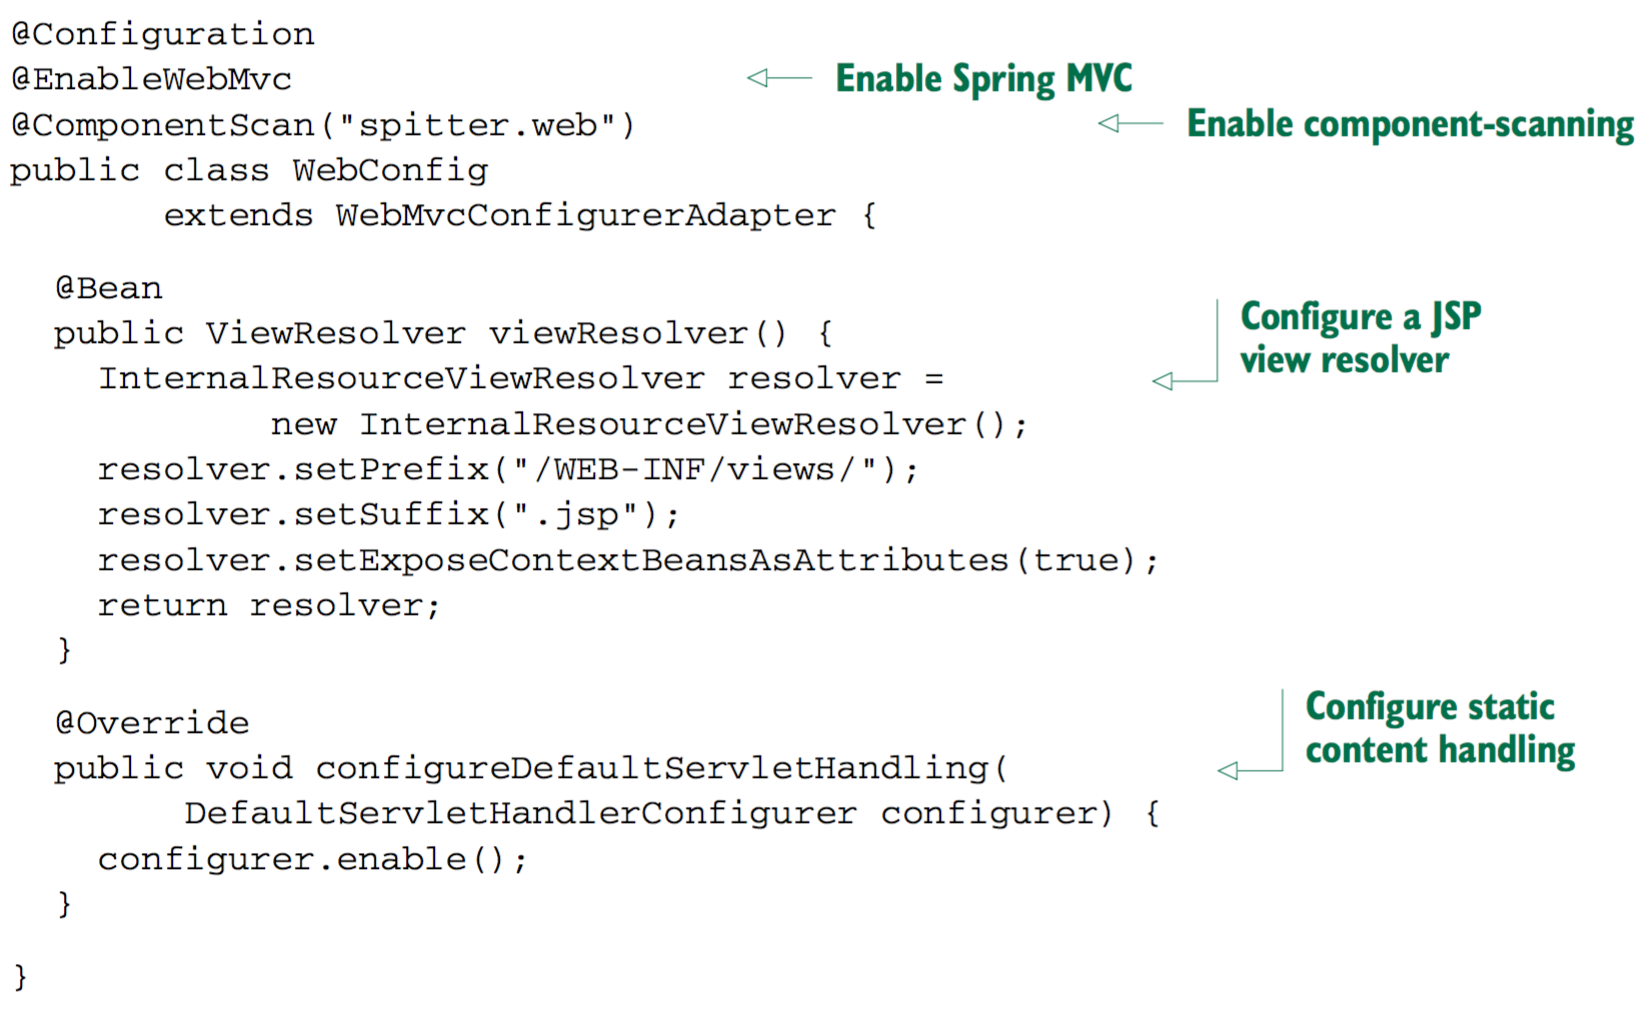 @Configuration
@EnableWebMvc
Enable Spring MVC
@ComponentScan("spitter.web")
Enable component-scanning
public class WebConfig
extends WebMvcConfigurerAdapter {
@Bean
public ViewResolver viewResolver() {
Configure a JSP
view resolver
InternalResourceViewResolver resolver =
new InternalResourceViewResolver();
resolver.setPrefix("/WEB-INF/views/");
resolver.setSuffix(".jsp");
resolver.setExposeContextBeansAsAttributes(true);
return resolver;
}
@Override
Configure static
content handling
public void configureDefaultServletHandling(
DefaultServletHandlerConfigurer configurer) {
configurer.enable();
}
}